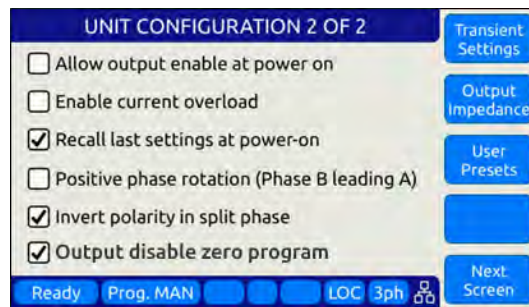 UNIT CONFIGURATION 2 OF 2
Allow output enable at power on
Enable current overload
Recall last settings at power-on
Positive phase rotation (Phase B leading A)
Invert polarity in split phase
Output disable zero program
Transient
Settings
Output
Impedance
User
Presets
Next
Screen
Ready Prog. MAN LOC 3ph